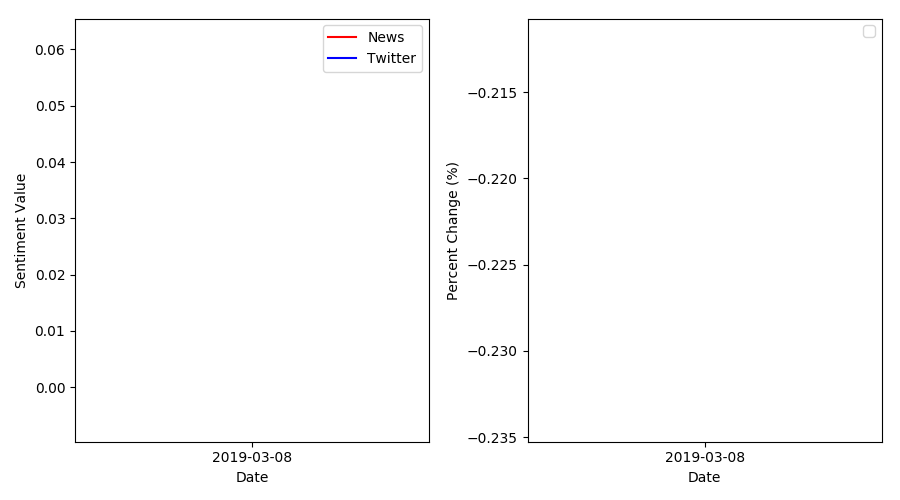 News
Twitter
0.06
0.05
0.04
0.03
0.02
0.01
0.00
Sentiment Value
2019-03-08
Date
−0.215
−0.220
−0.225
−0.230
−0.235
Percent Change (%)
2019-03-08
Date